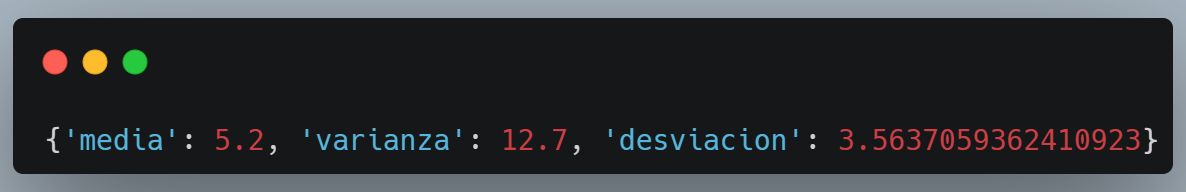 {'media': 5.2, 'varianza': 12.7, 'desviacion': 3.5637059362410923}